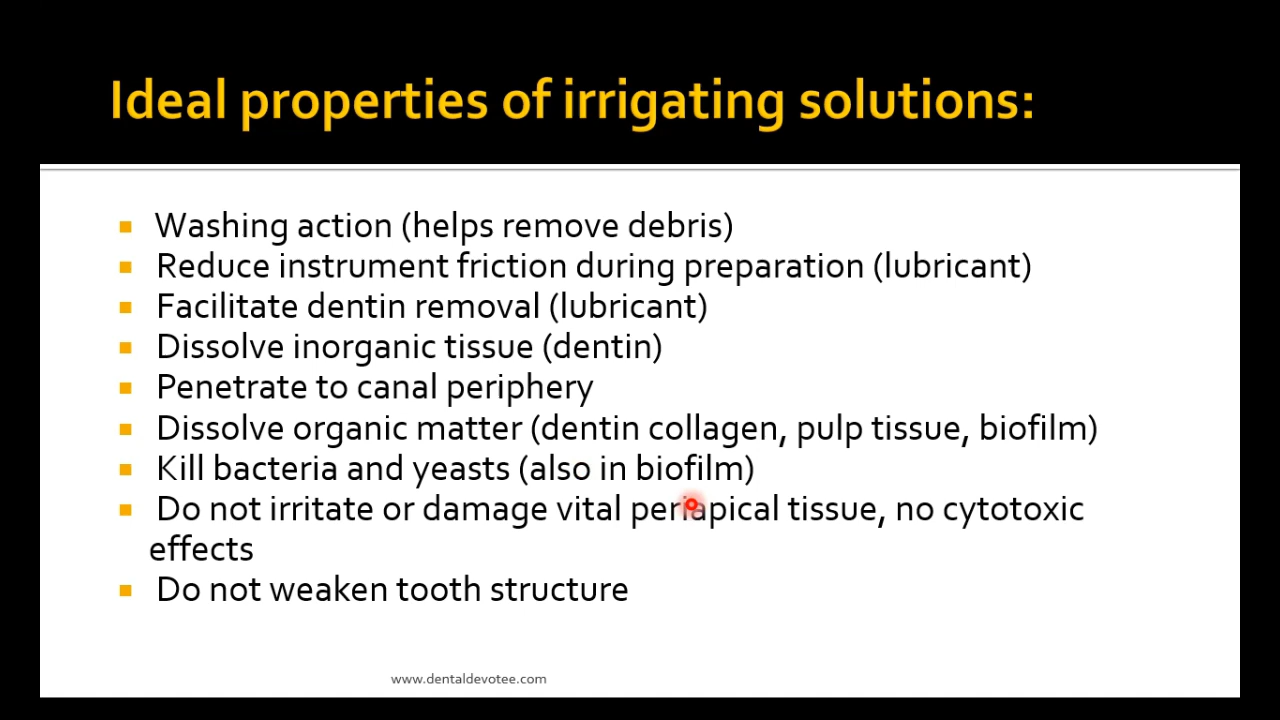 Ideal properties of irrigating solutions:
Washing action (helps remove debris)
Reduce instrument friction during preparation (lubricant)
Facilitate dentin removal (lubricant)
Dissolve inorganic tissue (dentin)
Penetrate to canal periphery
Dissolve organic matter (dentin collagen, pulp tissue, biofilm)
Kill bacteria and yeasts (also in biofilm)
Do not irritate or damage vital periapical tissue, no cytotoxic
effects
Do not weaken tooth structure
www.dentaldevotee.com